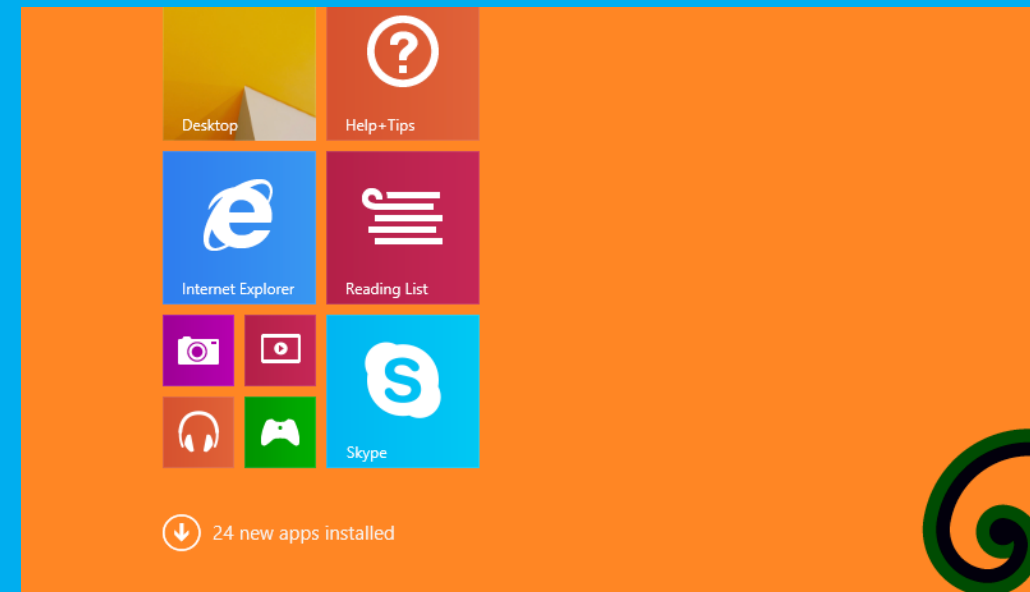 Desktop
Help+Tips
Internet Explorer
Reading List
Skype
24 new apps installed